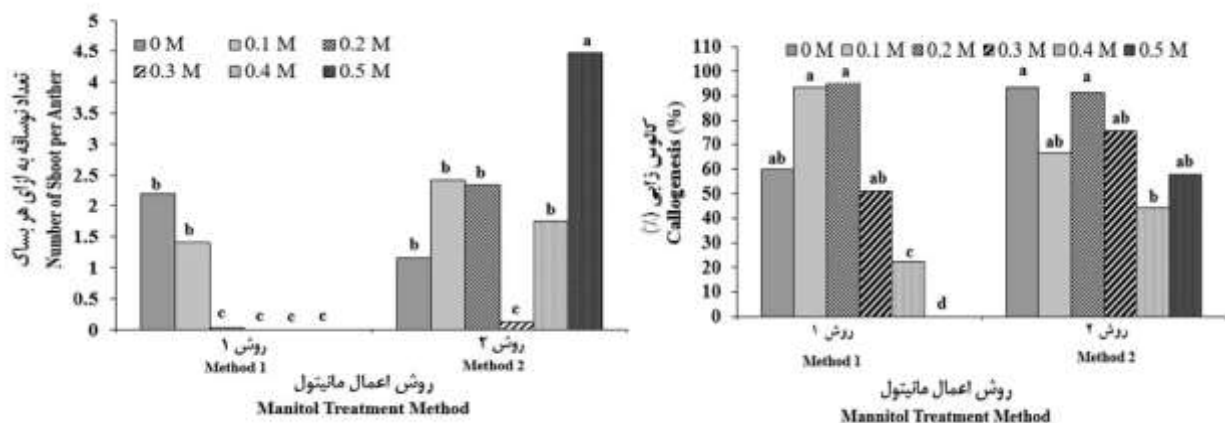 تعداد نوساقه به ازای هر بساک
Number of Shoot per Anther
5
4.5
4
3.5
3
2.5
2
1.5
1
0.5
0
0 M 0.1 M 0.2 M
0.3 M 0.4 M 0.5 M
b b c c c c
b b b c b a
روش ۱ روش ۲
Method 1 Method 2
روش اعمال مانیتول
Manitol Treatment Method
کالوس زایی (٪)
Callogenesis (%)
110
100
90
80
70
60
50
40
30
20
10
0
0 M 0.1 M 0.2 M 0.3 M 0.4 M 0.5 M
ab a a ab c d
a ab a ab b ab
روش ۱ روش ۲
Method 1 Method 2
روش اعمال مانیتول
Mannitol Treatment Method